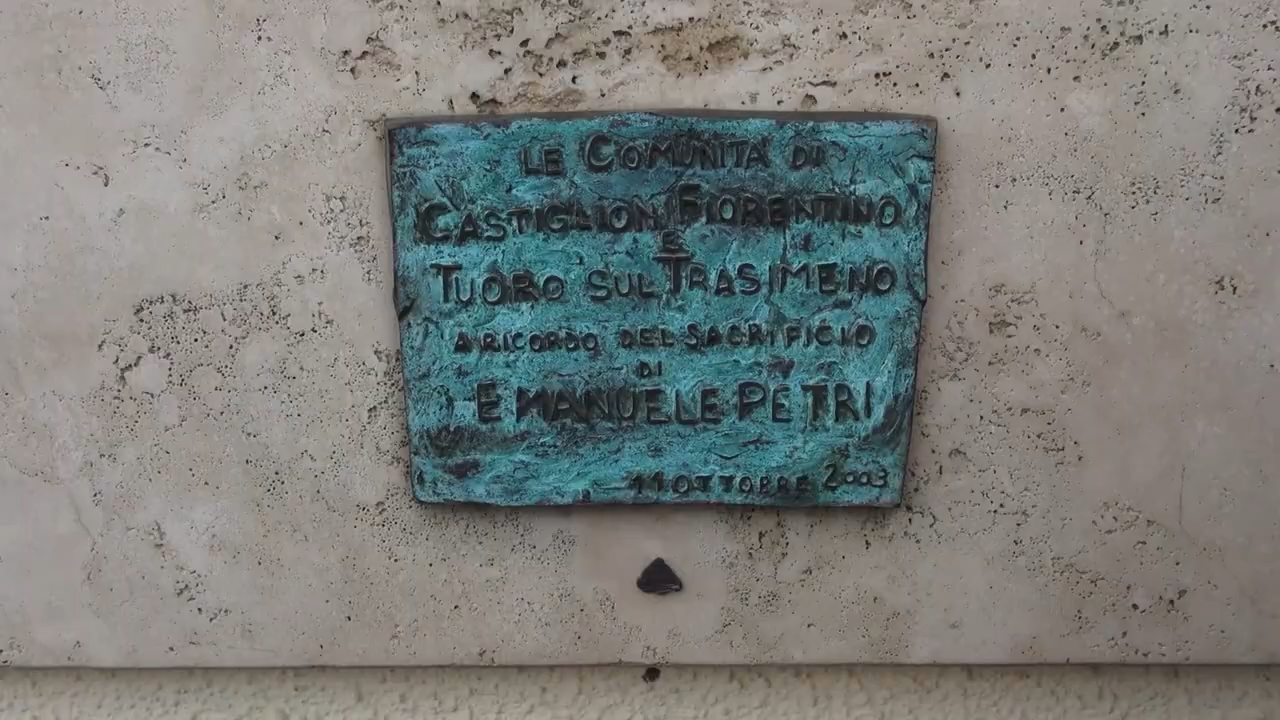 LE COMUNITÀ DI
CASTIGLION FIORENTINO
E
TUORO SUL TRASIMENO
A RICORDO DEL SACRIFICIO
DI
EMANUELE PETRI
11 OTTOBRE 2003